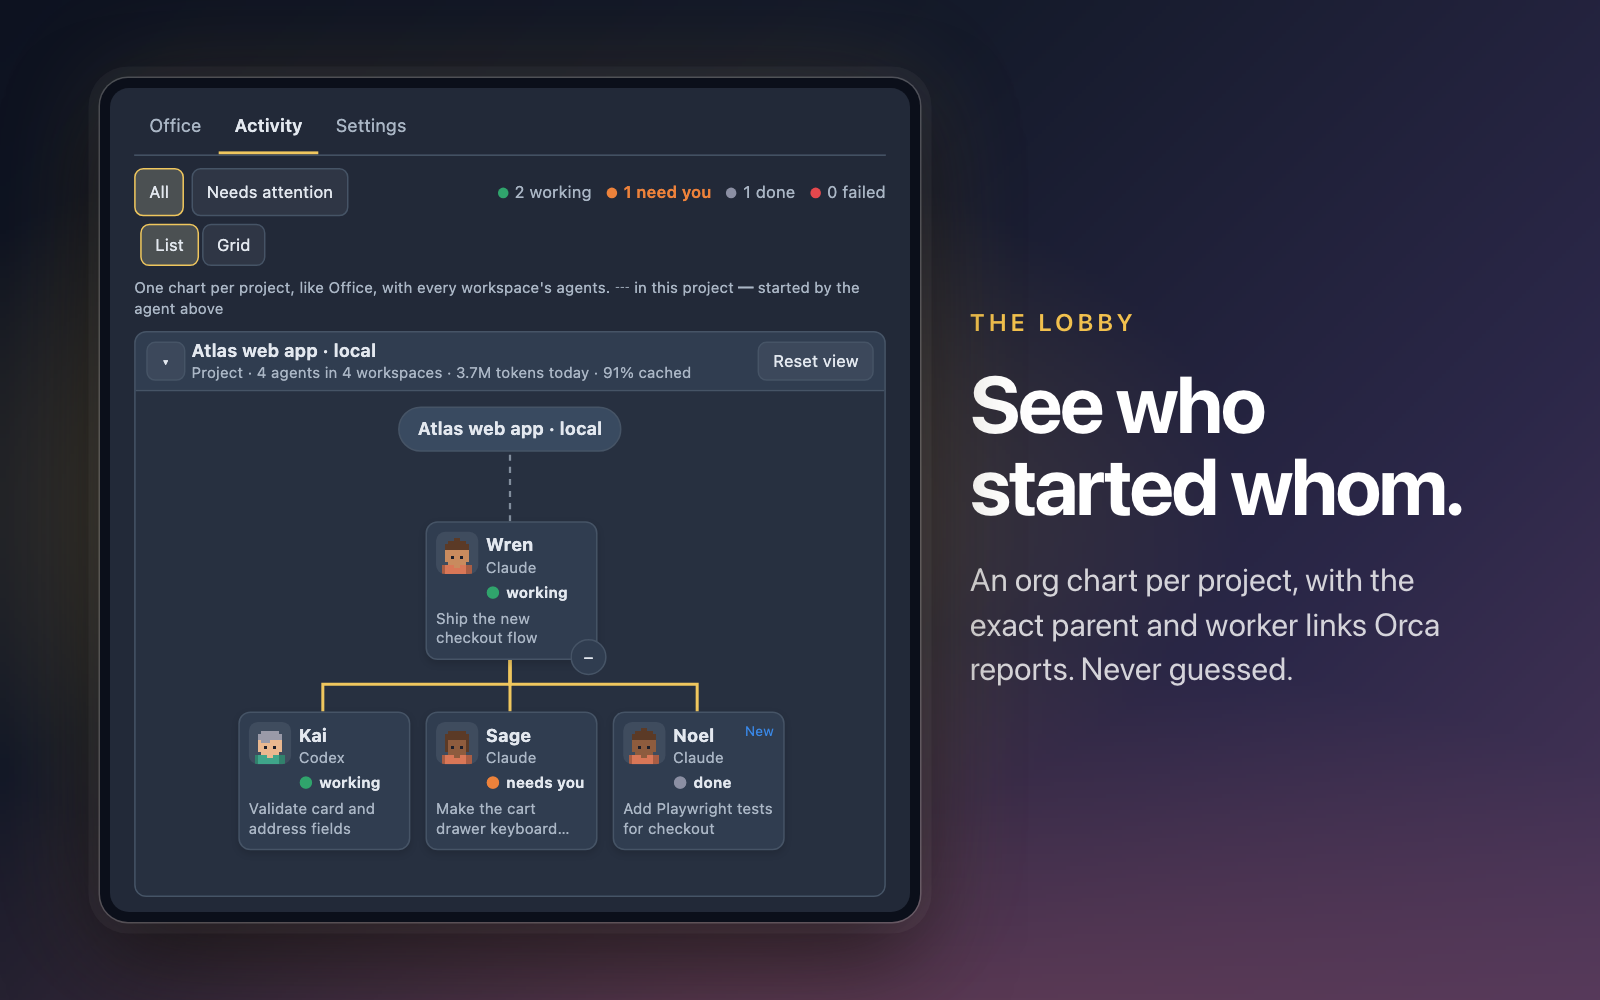 Office
Activity
Settings
All
Needs attention
2 working
1 need you
1 done
0 failed
List
Grid
One chart per project, like Office, with every workspace's agents. --- in this project — started by the
agent above
▾
Atlas web app · local
Project · 4 agents in 4 workspaces · 3.7M tokens today · 91% cached
Reset view
Atlas web app · local
Wren
Claude
working
Ship the new
checkout flow
–
Kai
Codex
working
Validate card and
address fields
Sage
Claude
needs you
Make the cart
drawer keyboard...
Noel
New
Claude
done
Add Playwright tests
for checkout
THE LOBBY
See who
started whom.
An org chart per project, with the
exact parent and worker links Orca
reports. Never guessed.